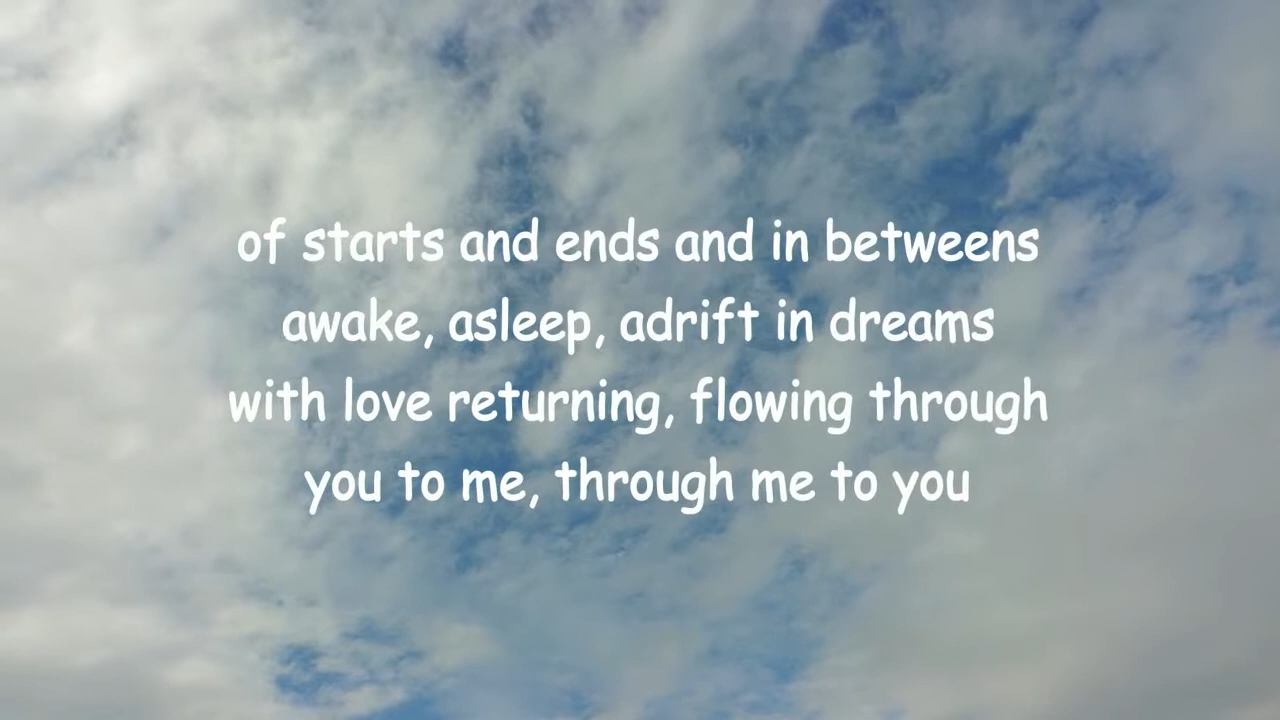 of starts and ends and in betweens
awake, asleep, adrift in dreams
with love returning, flowing through
you to me, through me to you